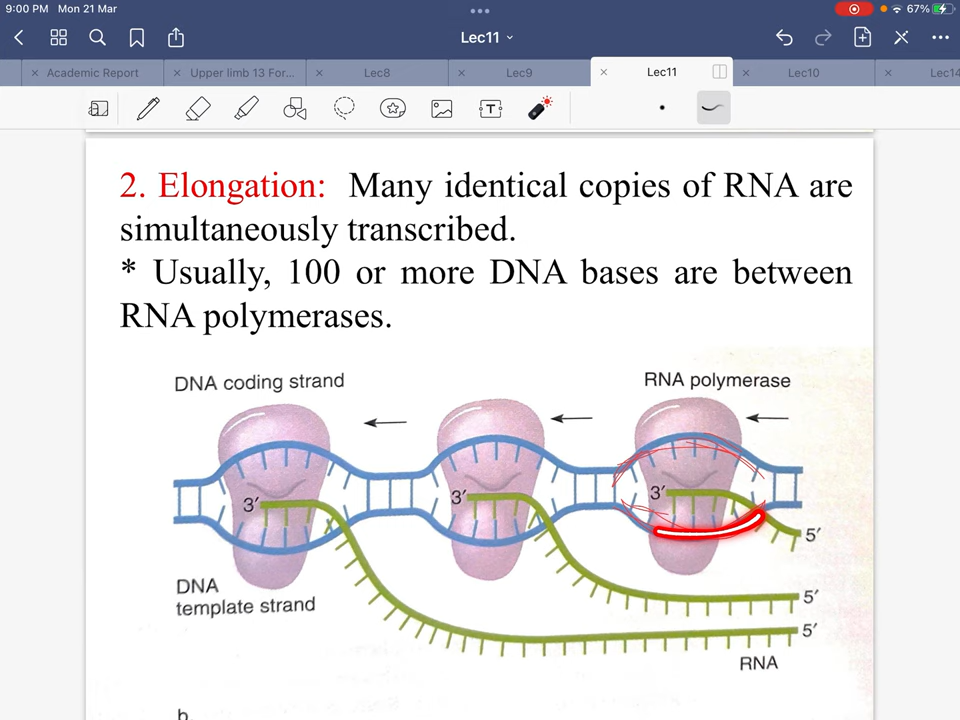 9:00 PM Mon 21 Mar
67%
Lec11
Academic Report
Upper limb 13 For...
Lec8
Lec9
Lec11
Lec10
Lec14
T
2. Elongation: Many identical copies of RNA are
simultaneously transcribed.
* Usually, 100 or more DNA bases are between
RNA polymerases.
DNA coding strand
RNA polymerase
3′
3′
3′
5′
DNA
template strand
5′
5′
RNA
b.